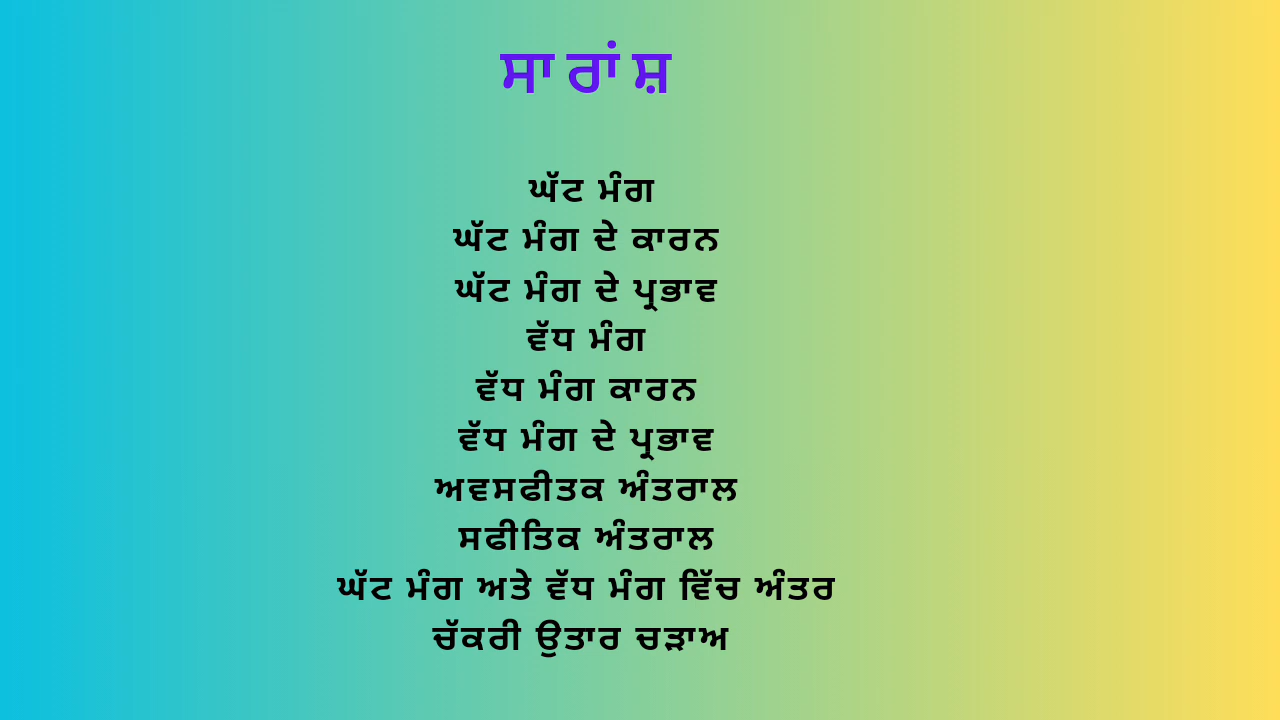 ਸਾਰਾਂਸ਼
ਘੱਟ ਮੰਗ
ਘੱਟ ਮੰਗ ਦੇ ਕਾਰਨ
ਘੱਟ ਮੰਗ ਦੇ ਪ੍ਰਭਾਵ
ਵੱਧ ਮੰਗ
ਵੱਧ ਮੰਗ ਕਾਰਨ
ਵੱਧ ਮੰਗ ਦੇ ਪ੍ਰਭਾਵ
ਅਵਸਫੀਤਕ ਅੰਤਰਾਲ
ਸਫੀਤਿਕ ਅੰਤਰਾਲ
ਘੱਟ ਮੰਗ ਅਤੇ ਵੱਧ ਮੰਗ ਵਿੱਚ ਅੰਤਰ
ਚੱਕਰੀ ਉਤਾਰ ਚੜਾਅ